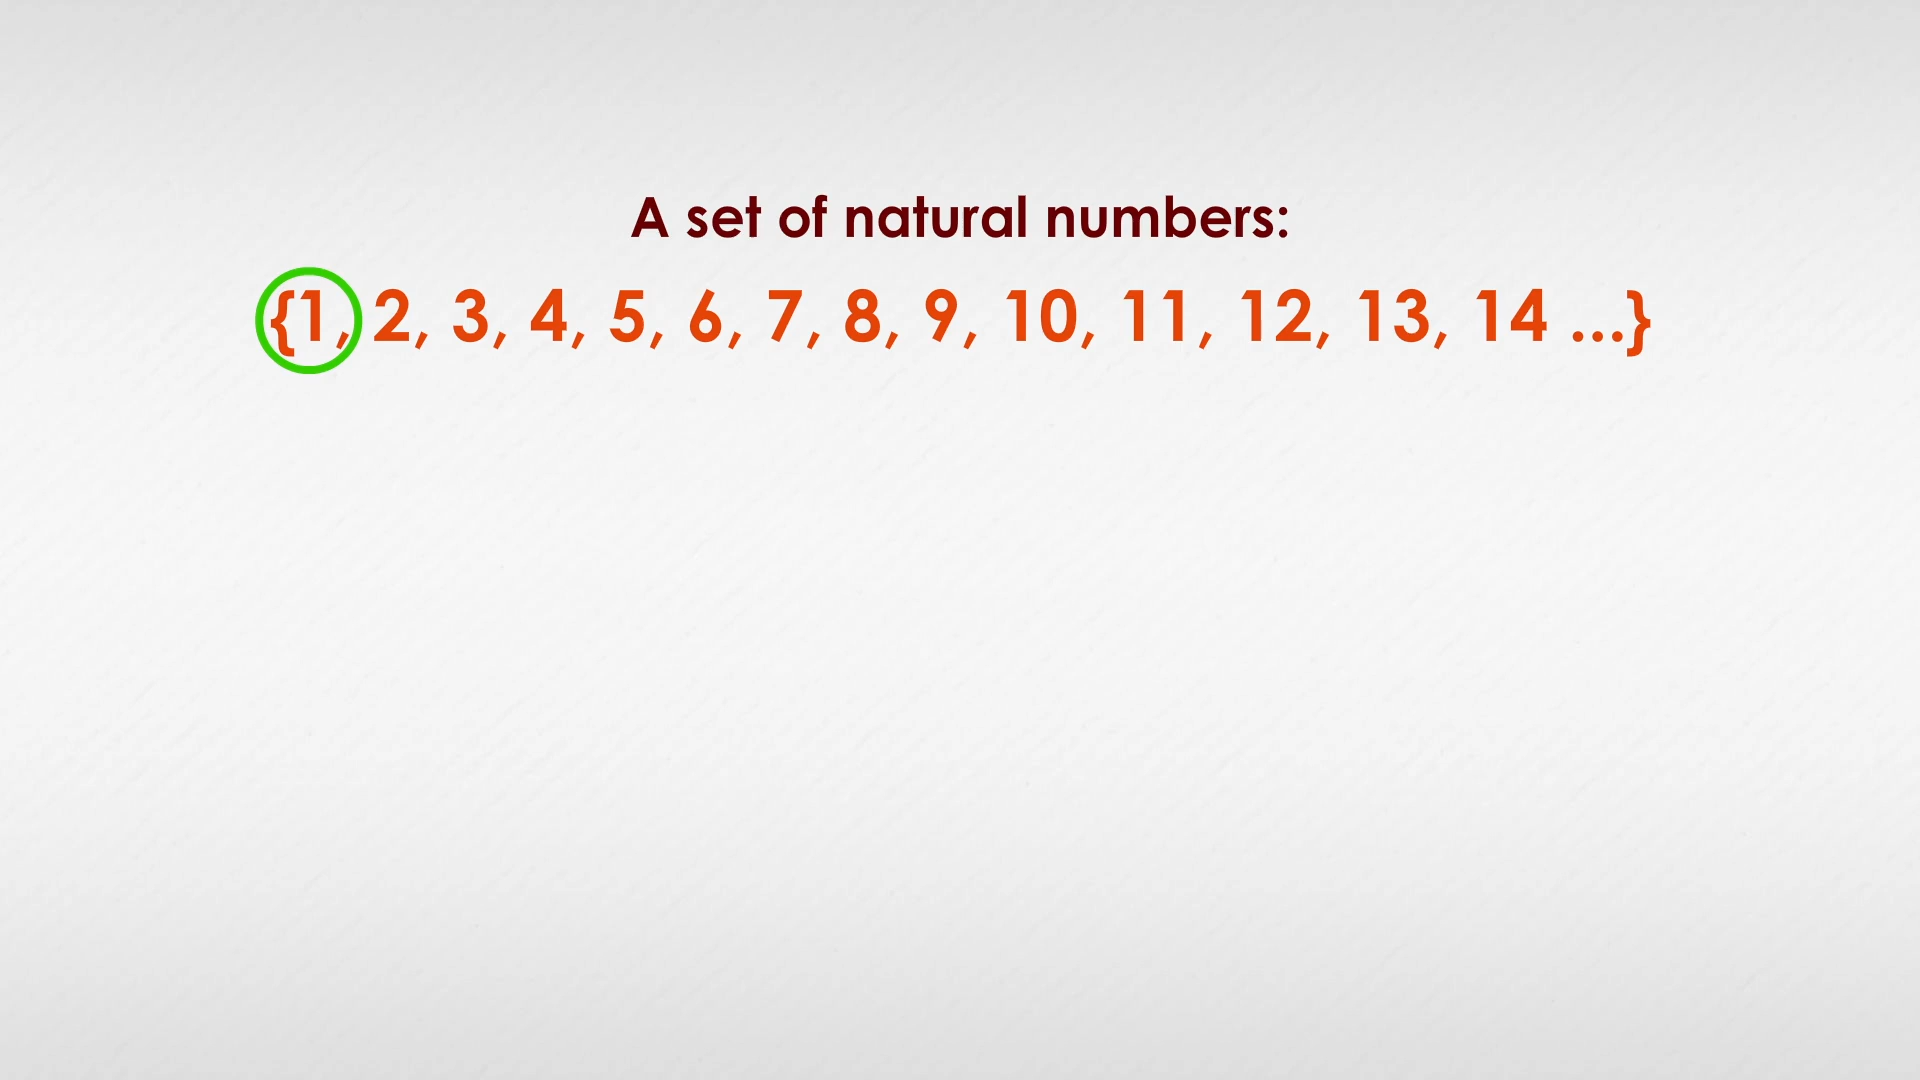 A set of natural numbers:
{1, 2, 3, 4, 5, 6, 7, 8, 9, 10, 11, 12, 13, 14 ...}